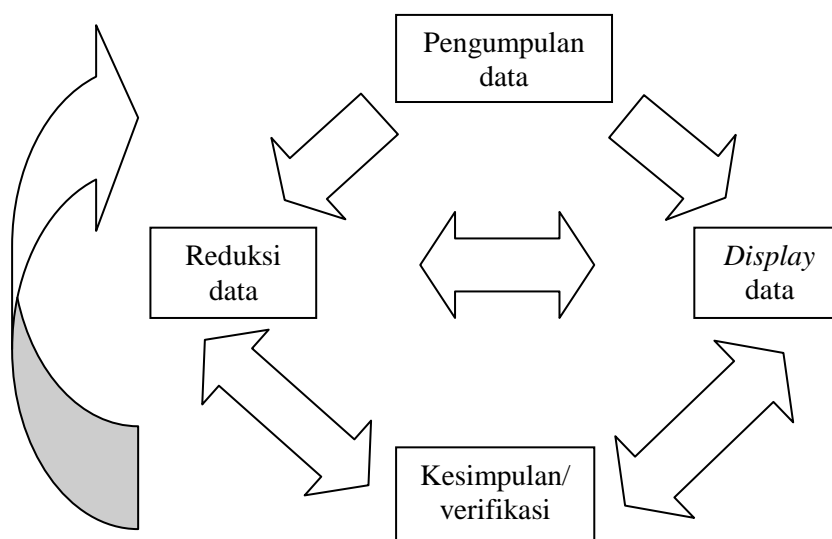 Pengumpulan
data
Reduksi
data
Display
data
Kesimpulan/
verifikasi